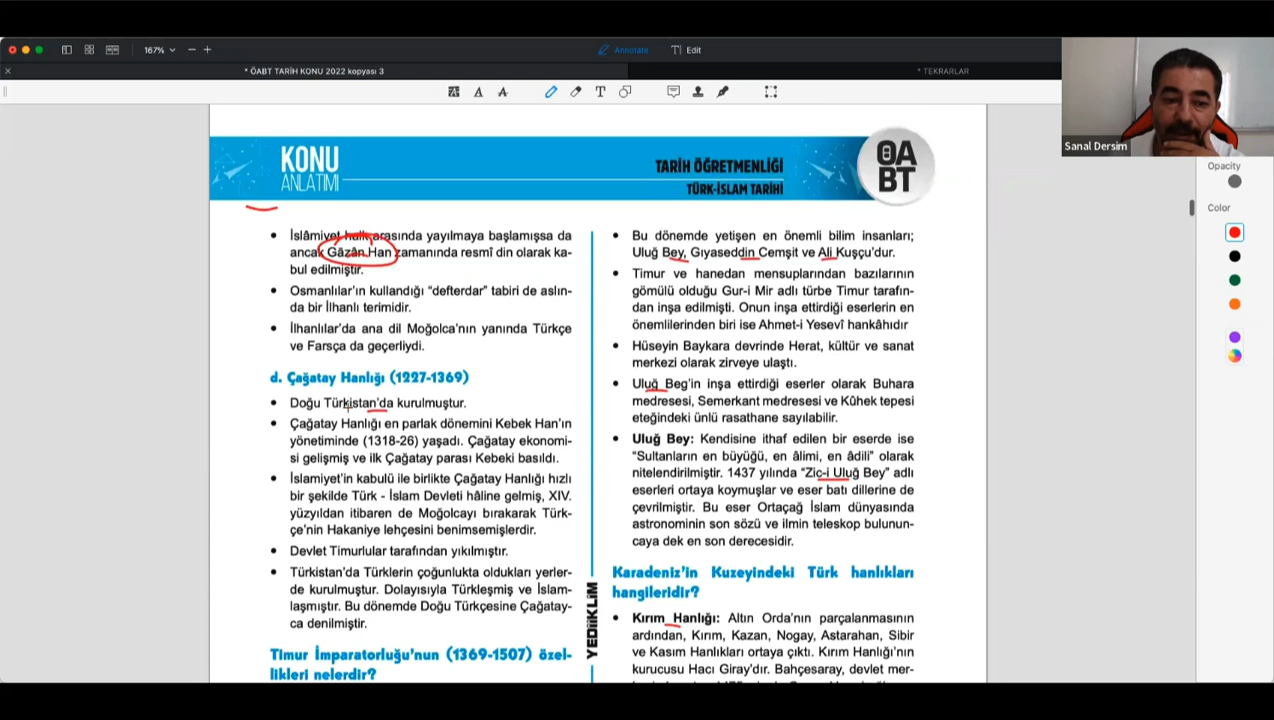 167%
Annotate
Edit
* ÖABT TARİH KONU 2022 kopyası 3
* TEKRARLAR
Sanal Dersim
Opacity
Color
KONU
ANLATIMI
TARİH ÖĞRETMENLİĞİ
TÜRK-İSLAM TARİHİ
ÖA
BT
• İslâmiyet halk arasında yayılmaya başlamışsa da
ancak Gāzân Han zamanında resmî din olarak ka-
bul edilmiştir.
• Osmanlılar'ın kullandığı “defterdar” tabiri de aslın-
da bir İlhanlı terimidir.
• İlhanlılar'da ana dil Moğolca'nın yanında Türkçe
ve Farsça da geçerliydi.
d. Çağatay Hanlığı (1227-1369)
• Doğu Türkistan'da kurulmuştur.
• Çağatay Hanlığı en parlak dönemini Kebek Han'ın
yönetiminde (1318-26) yaşadı. Çağatay ekonomi-
si gelişmiş ve ilk Çağatay parası Kebeki basıldı.
• İslamiyet'in kabulü ile birlikte Çağatay Hanlığı hızlı
bir şekilde Türk - İslam Devleti hâline gelmiş, XIV.
yüzyıldan itibaren de Moğolcayı bırakarak Türk-
çe'nin Hakaniye lehçesini benimsemişlerdir.
• Devlet Timurlular tarafından yıkılmıştır.
• Türkistan'da Türklerin çoğunlukta oldukları yerler-
de kurulmuştur. Dolayısıyla Türkleşmiş ve İslam-
laşmıştır. Bu dönemde Doğu Türkçesine Çağatay-
ca denilmiştir.
Timur İmparatorluğu'nun (1369-1507) özel-
likleri nelerdir?
YEDİİKLİM
• Bu dönemde yetişen en önemli bilim insanları;
Uluğ Bey, Gıyaseddin Cemşit ve Ali Kuşçu'dur.
• Timur ve hanedan mensuplarından bazılarının
gömülü olduğu Gur-i Mir adlı türbe Timur tarafın-
dan inşa edilmişti. Onun inşa ettirdiği eserlerin en
önemlilerinden biri ise Ahmet-i Yesevî hankâhıdır
• Hüseyin Baykara devrinde Herat, kültür ve sanat
merkezi olarak zirveye ulaştı.
• Uluğ Beg'in inşa ettirdiği eserler olarak Buhara
medresesi, Semerkant medresesi ve Kûhek tepesi
eteğindeki ünlü rasathane sayılabilir.
• Uluğ Bey: Kendisine ithaf edilen bir eserde ise
“Sultanların en büyüğü, en âlimi, en âdili” olarak
nitelendirilmiştir. 1437 yılında “Zic-i Uluğ Bey” adlı
eserleri ortaya koymuşlar ve eser batı dillerine de
çevrilmiştir. Bu eser Ortaçağ İslam dünyasında
astronominin son sözü ve ilmin teleskop bulunun-
caya dek en son derecesidir.
Karadeniz'in Kuzeyindeki Türk hanlıkları
hangileridir?
• Kırım Hanlığı: Altın Orda'nın parçalanmasının
ardından, Kırım, Kazan, Nogay, Astarahan, Sibir
ve Kasım Hanlıkları ortaya çıktı. Kırım Hanlığı'nın
kurucusu Hacı Giray'dır. Bahçesaray, devlet mer-